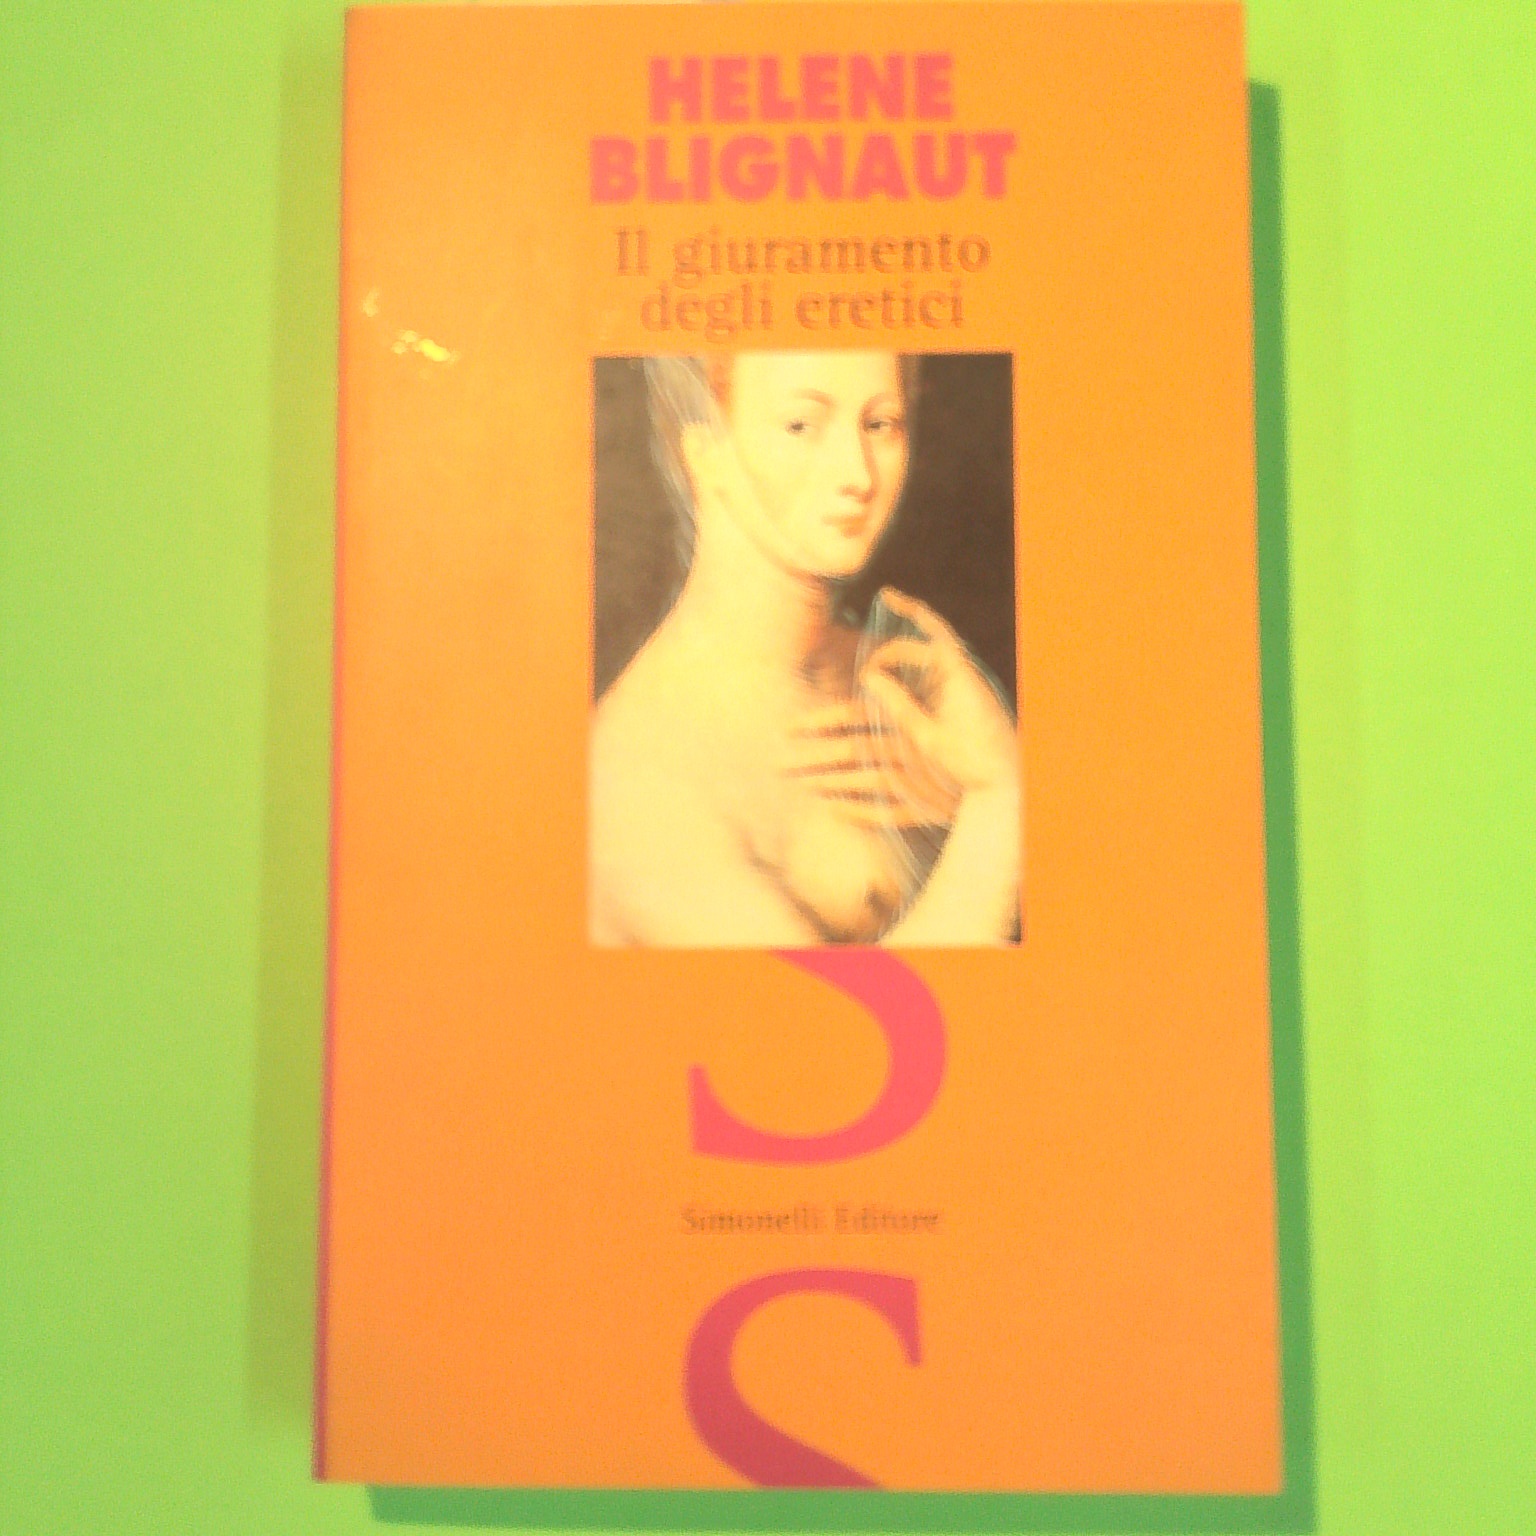 HELENE
BLIGNAUT
Il giuramento
degli eretici
S
Simonelli Editore
S